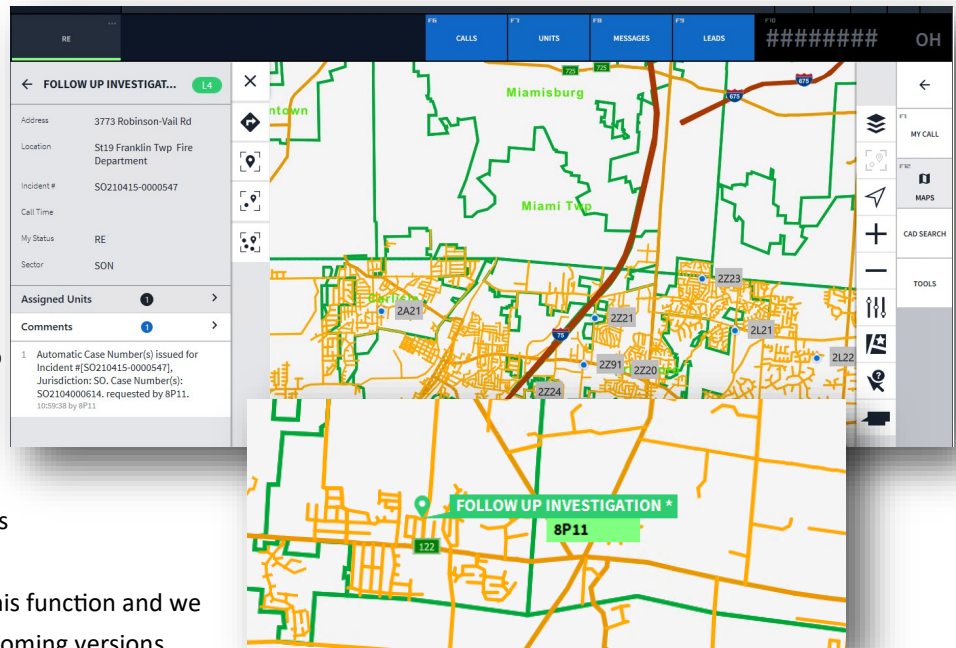 RE
F6
CALLS
F7
UNITS
F8
MESSAGES
F9
LEADS
F10
########
OH
FOLLOW UP INVESTIGAT...
L4
Address
3773 Robinson-Vail Rd
Location
St19 Franklin Twp Fire
Department
Incident #
SO210415-0000547
Call Time
My Status
RE
Sector
SON
Assigned Units
1
Comments
1
1 Automatic Case Number(s) issued for
Incident #[SO210415-0000547],
Jurisdiction: SO. Case Number(s):
SO2104000614. requested by 8P11.
10:59:38 by 8P11
725
725
675
675
Miamisburg
Miami Twp
Carlisle
2A21
2Z23
2Z21
2L21
2Z91
2Z20
2L22
2Z24
F1
MY CALL
F12
MAPS
CAD SEARCH
TOOLS
FOLLOW UP INVESTIGATION *
8P11
122
his function and we
oming versions